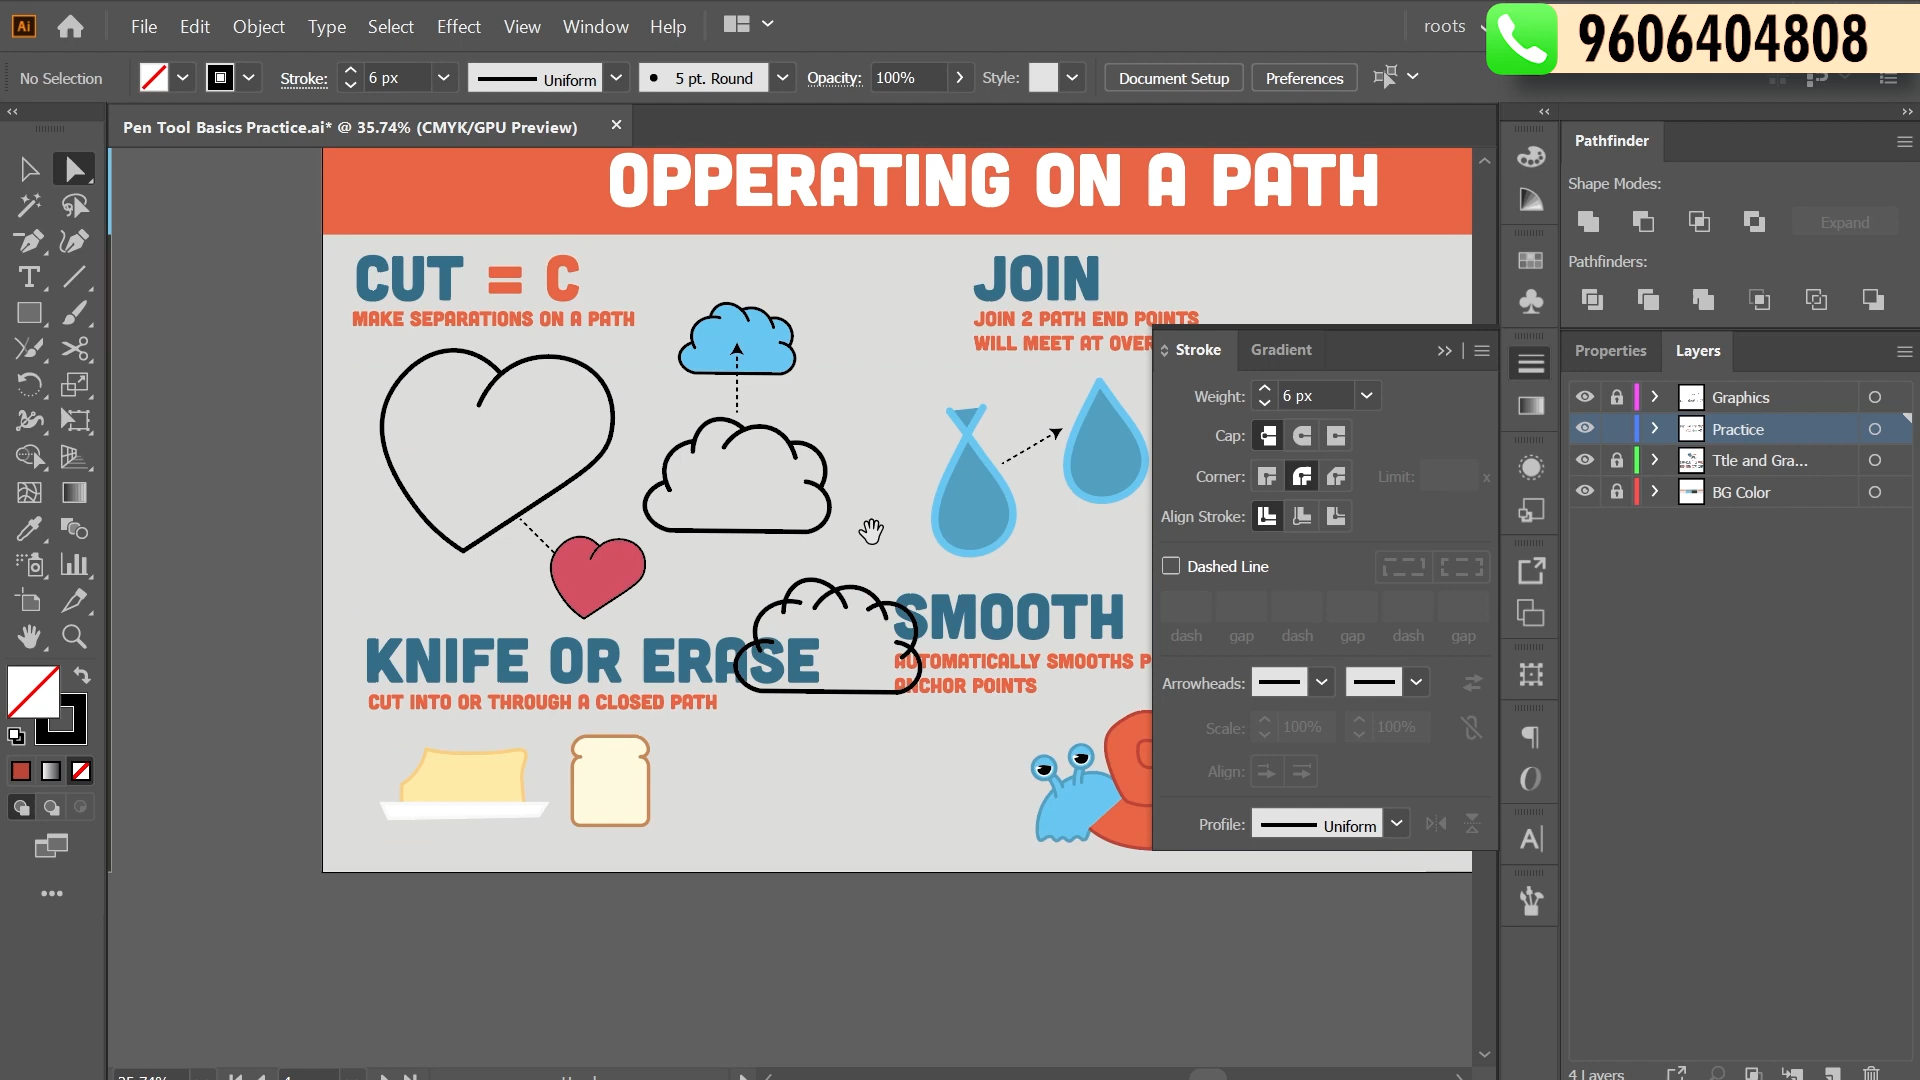 Ai File Edit Object Type Select Effect View Window Help roots
9606404808
No Selection Stroke: 6 px Uniform 5 pt. Round Opacity: 100% Style: Document Setup Preferences
Pen Tool Basics Practice.ai* @ 35.74% (CMYK/GPU Preview)
OPPERATING ON A PATH
CUT = C
MAKE SEPARATIONS ON A PATH
JOIN
JOIN 2 PATH END POINTS
WILL MEET AT OVER
KNIFE OR ERASE
CUT INTO OR THROUGH A CLOSED PATH
SMOOTH
AUTOMATICALLY SMOOTHS P
ANCHOR POINTS
Stroke Gradient
Weight: 6 px
Cap:
Corner: Limit: x
Align Stroke:
Dashed Line
dash gap dash gap dash gap
Arrowheads:
Scale: 100% 100%
Align:
Profile: Uniform
Pathfinder
Shape Modes:
Expand
Pathfinders:
Properties Layers
Graphics
Practice
Ttle and Gra...
BG Color
4 Layers
35.74%